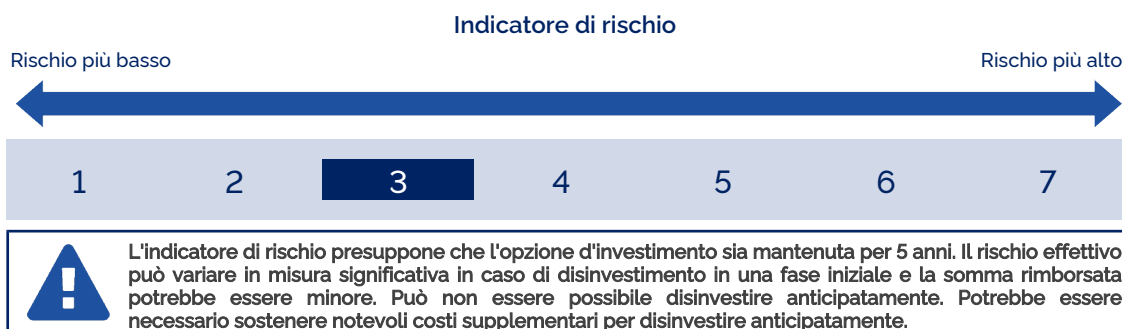 Indicatore di rischio
Rischio più basso
Rischio più alto
1 2 3 4 5 6 7
L'indicatore di rischio presuppone che l'opzione d'investimento sia mantenuta per 5 anni. Il rischio effettivo
può variare in misura significativa in caso di disinvestimento in una fase iniziale e la somma rimborsata
potrebbe essere minore. Può non essere possibile disinvestire anticipatamente. Potrebbe essere
necessario sostenere notevoli costi supplementari per disinvestire anticipatamente.